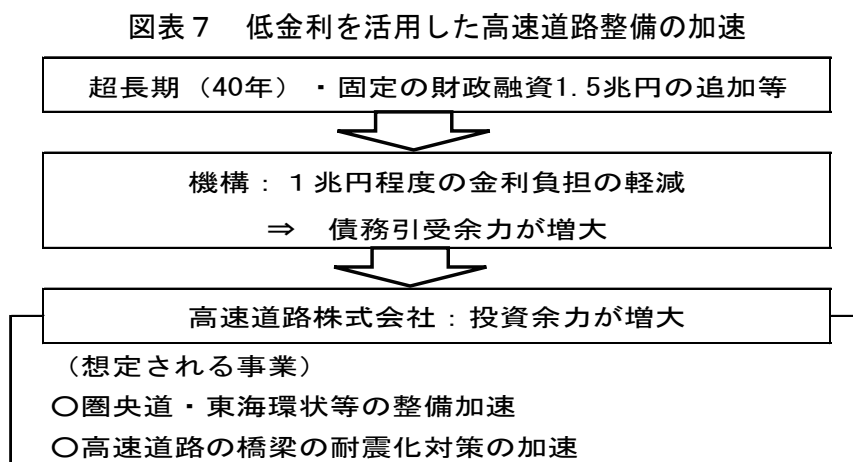 図表７　低金利を活用した高速道路整備の加速
超長期（40年）・固定の財政融資1.5兆円の追加等
機構：１兆円程度の金利負担の軽減
⇒　債務引受余力が増大
高速道路株式会社：投資余力が増大
（想定される事業）
〇圏央道・東海環状等の整備加速
〇高速道路の橋梁の耐震化対策の加速